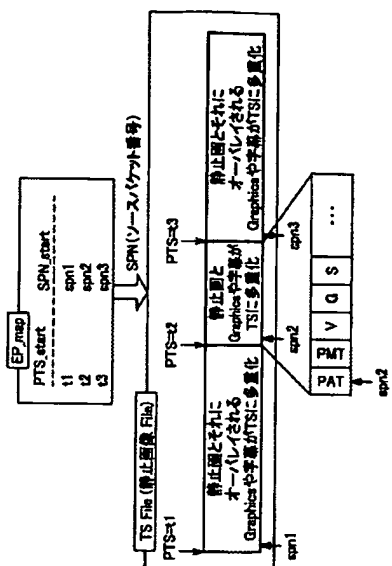 EP_map
PTS_start SPN_start
t1 spn1
t2 spn2
t3 spn3
SPN(ソースパケット番号)
TS File(静止画像 File)
PTS=t1
PTS=t2
PTS=t3
静止画とそれに
オーバレイされる
Graphicsや字幕がTSに多重化
静止画と
Graphicsや字幕が
TSに多重化
静止画とそれに
オーバレイされる
Graphicsや字幕がTSに多重化
spn1
spn2
spn3
PAT
PMT
V
G
S
...
spn2